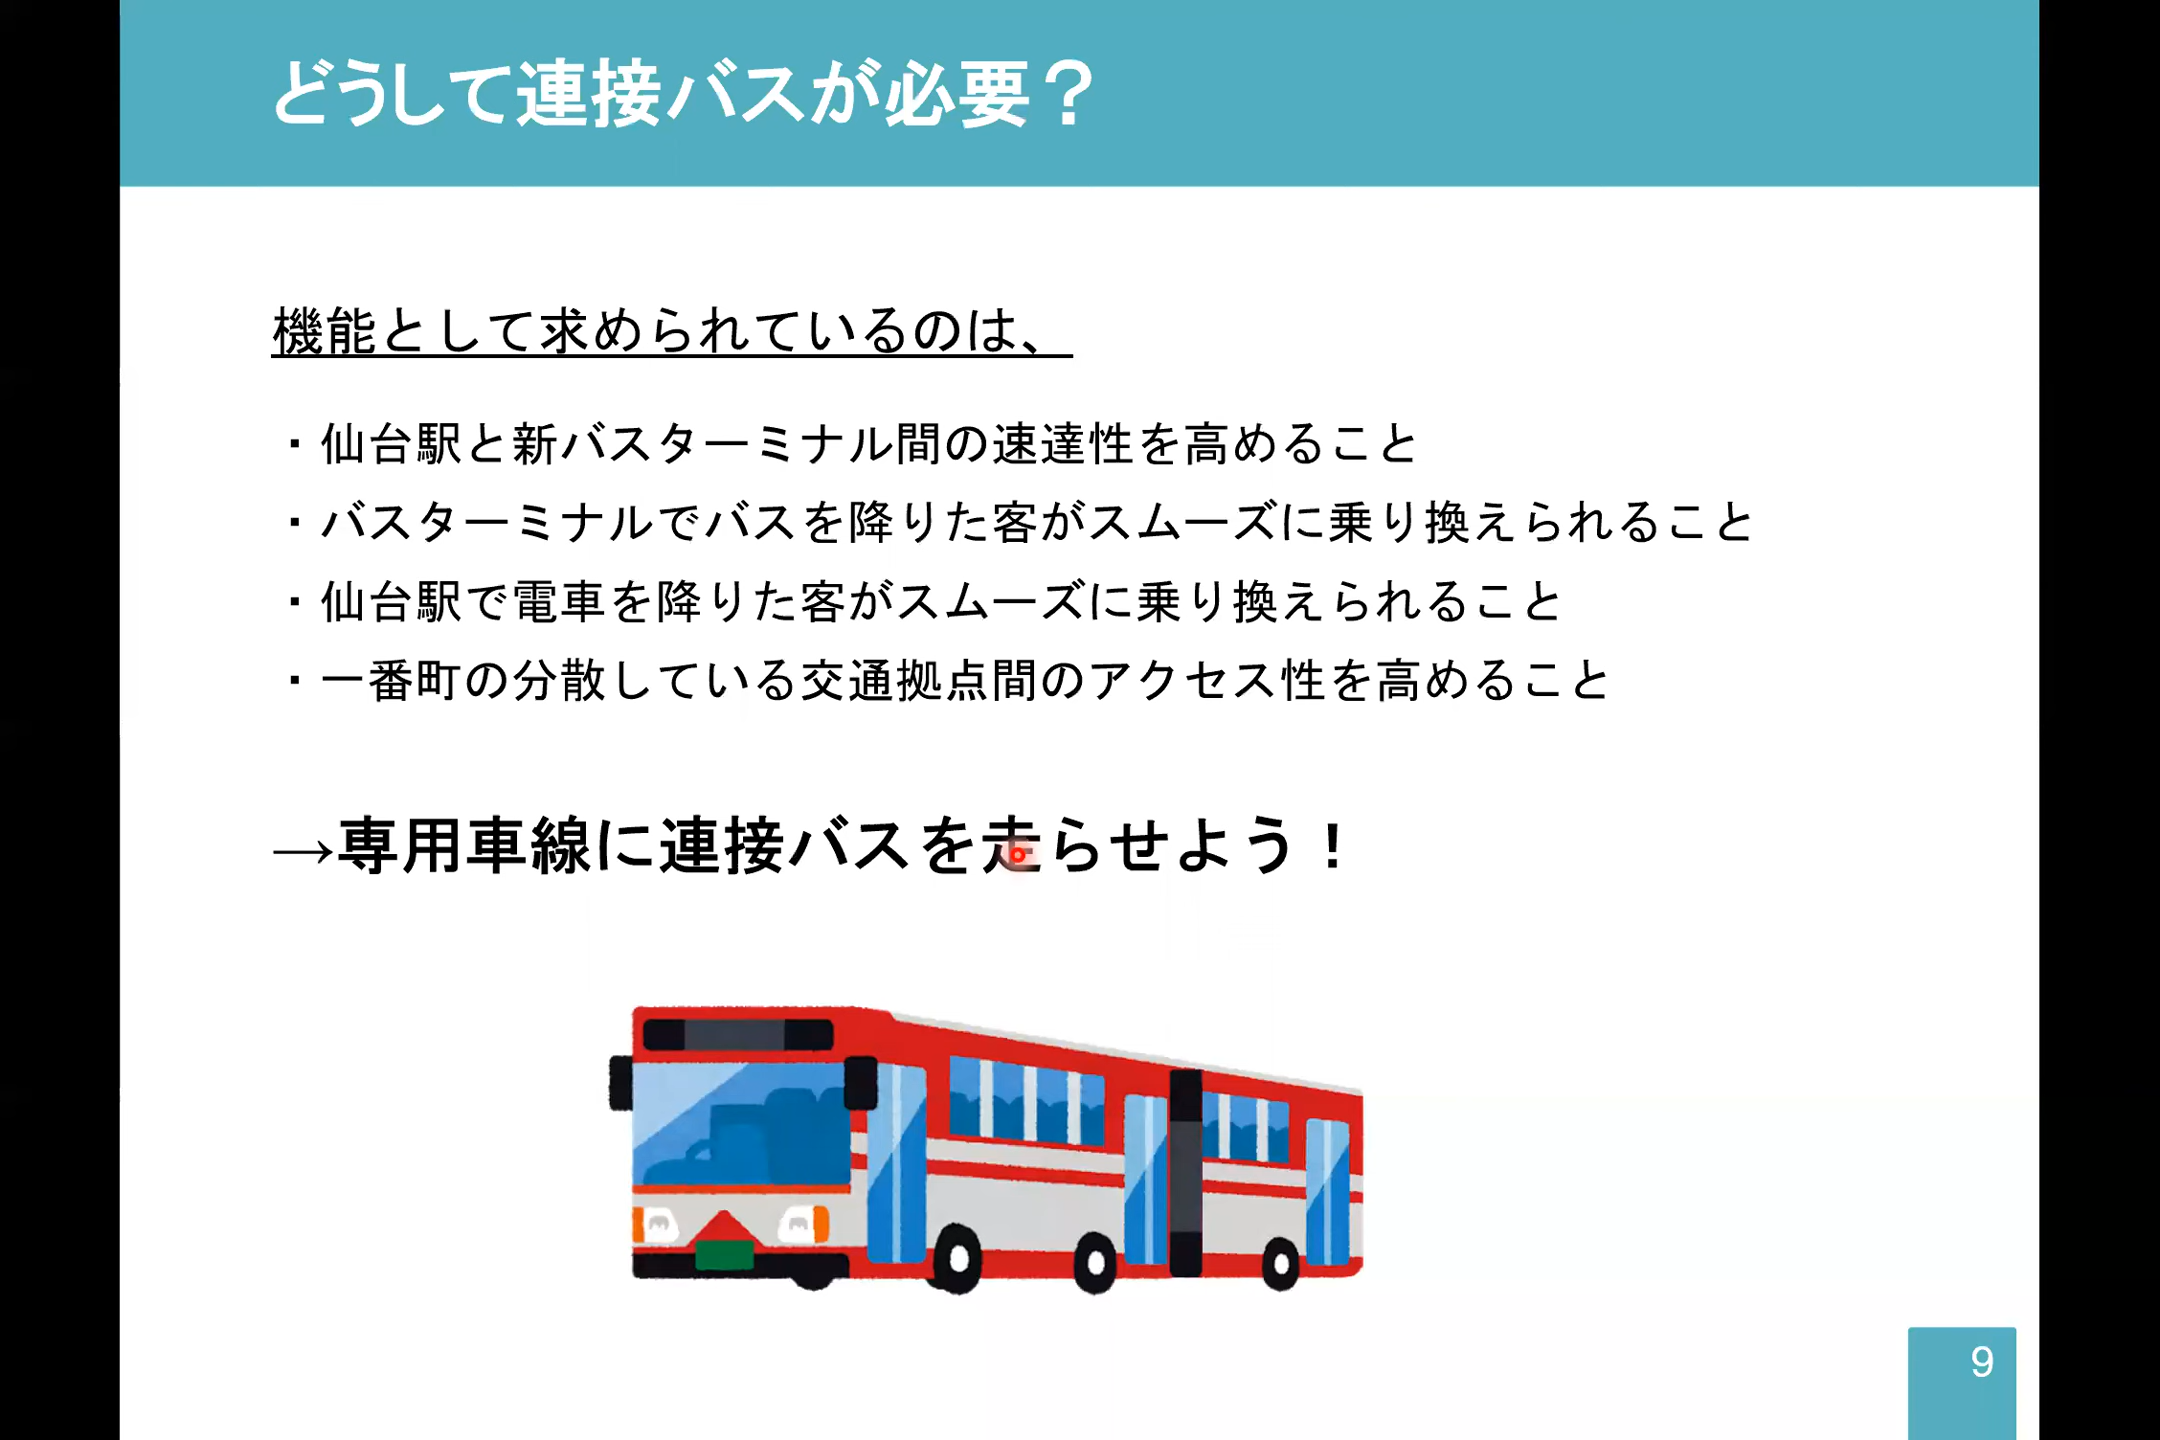 どうして連接バスが必要？
機能として求められているのは、
・仙台駅と新バスターミナル間の速達性を高めること
・バスターミナルでバスを降りた客がスムーズに乗り換えられること
・仙台駅で電車を降りた客がスムーズに乗り換えられること
・一番町の分散している交通拠点間のアクセス性を高めること
→専用車線に連接バスを走らせよう！
9